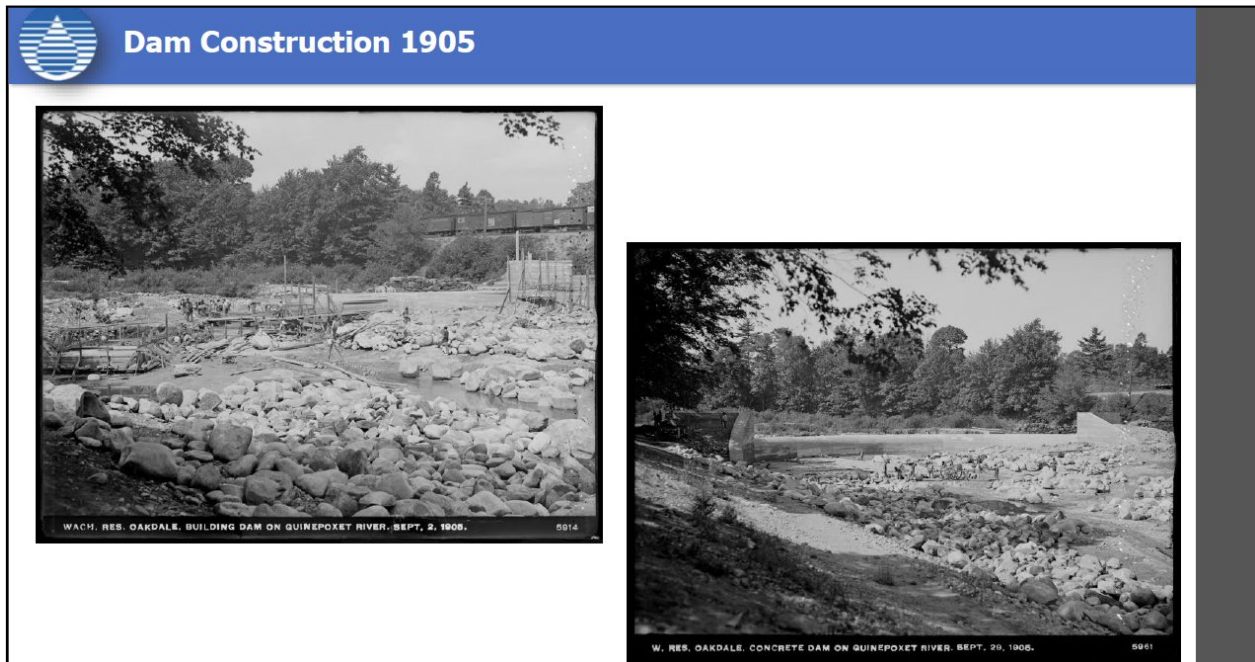 Dam Construction 1905
WACH. RES. OAKDALE. BUILDING DAM ON QUINEPOXET RIVER. SEPT. 2, 1905. 5914
W. RES. OAKDALE. CONCRETE DAM ON QUINEPOXET RIVER. SEPT. 29, 1905. 5961